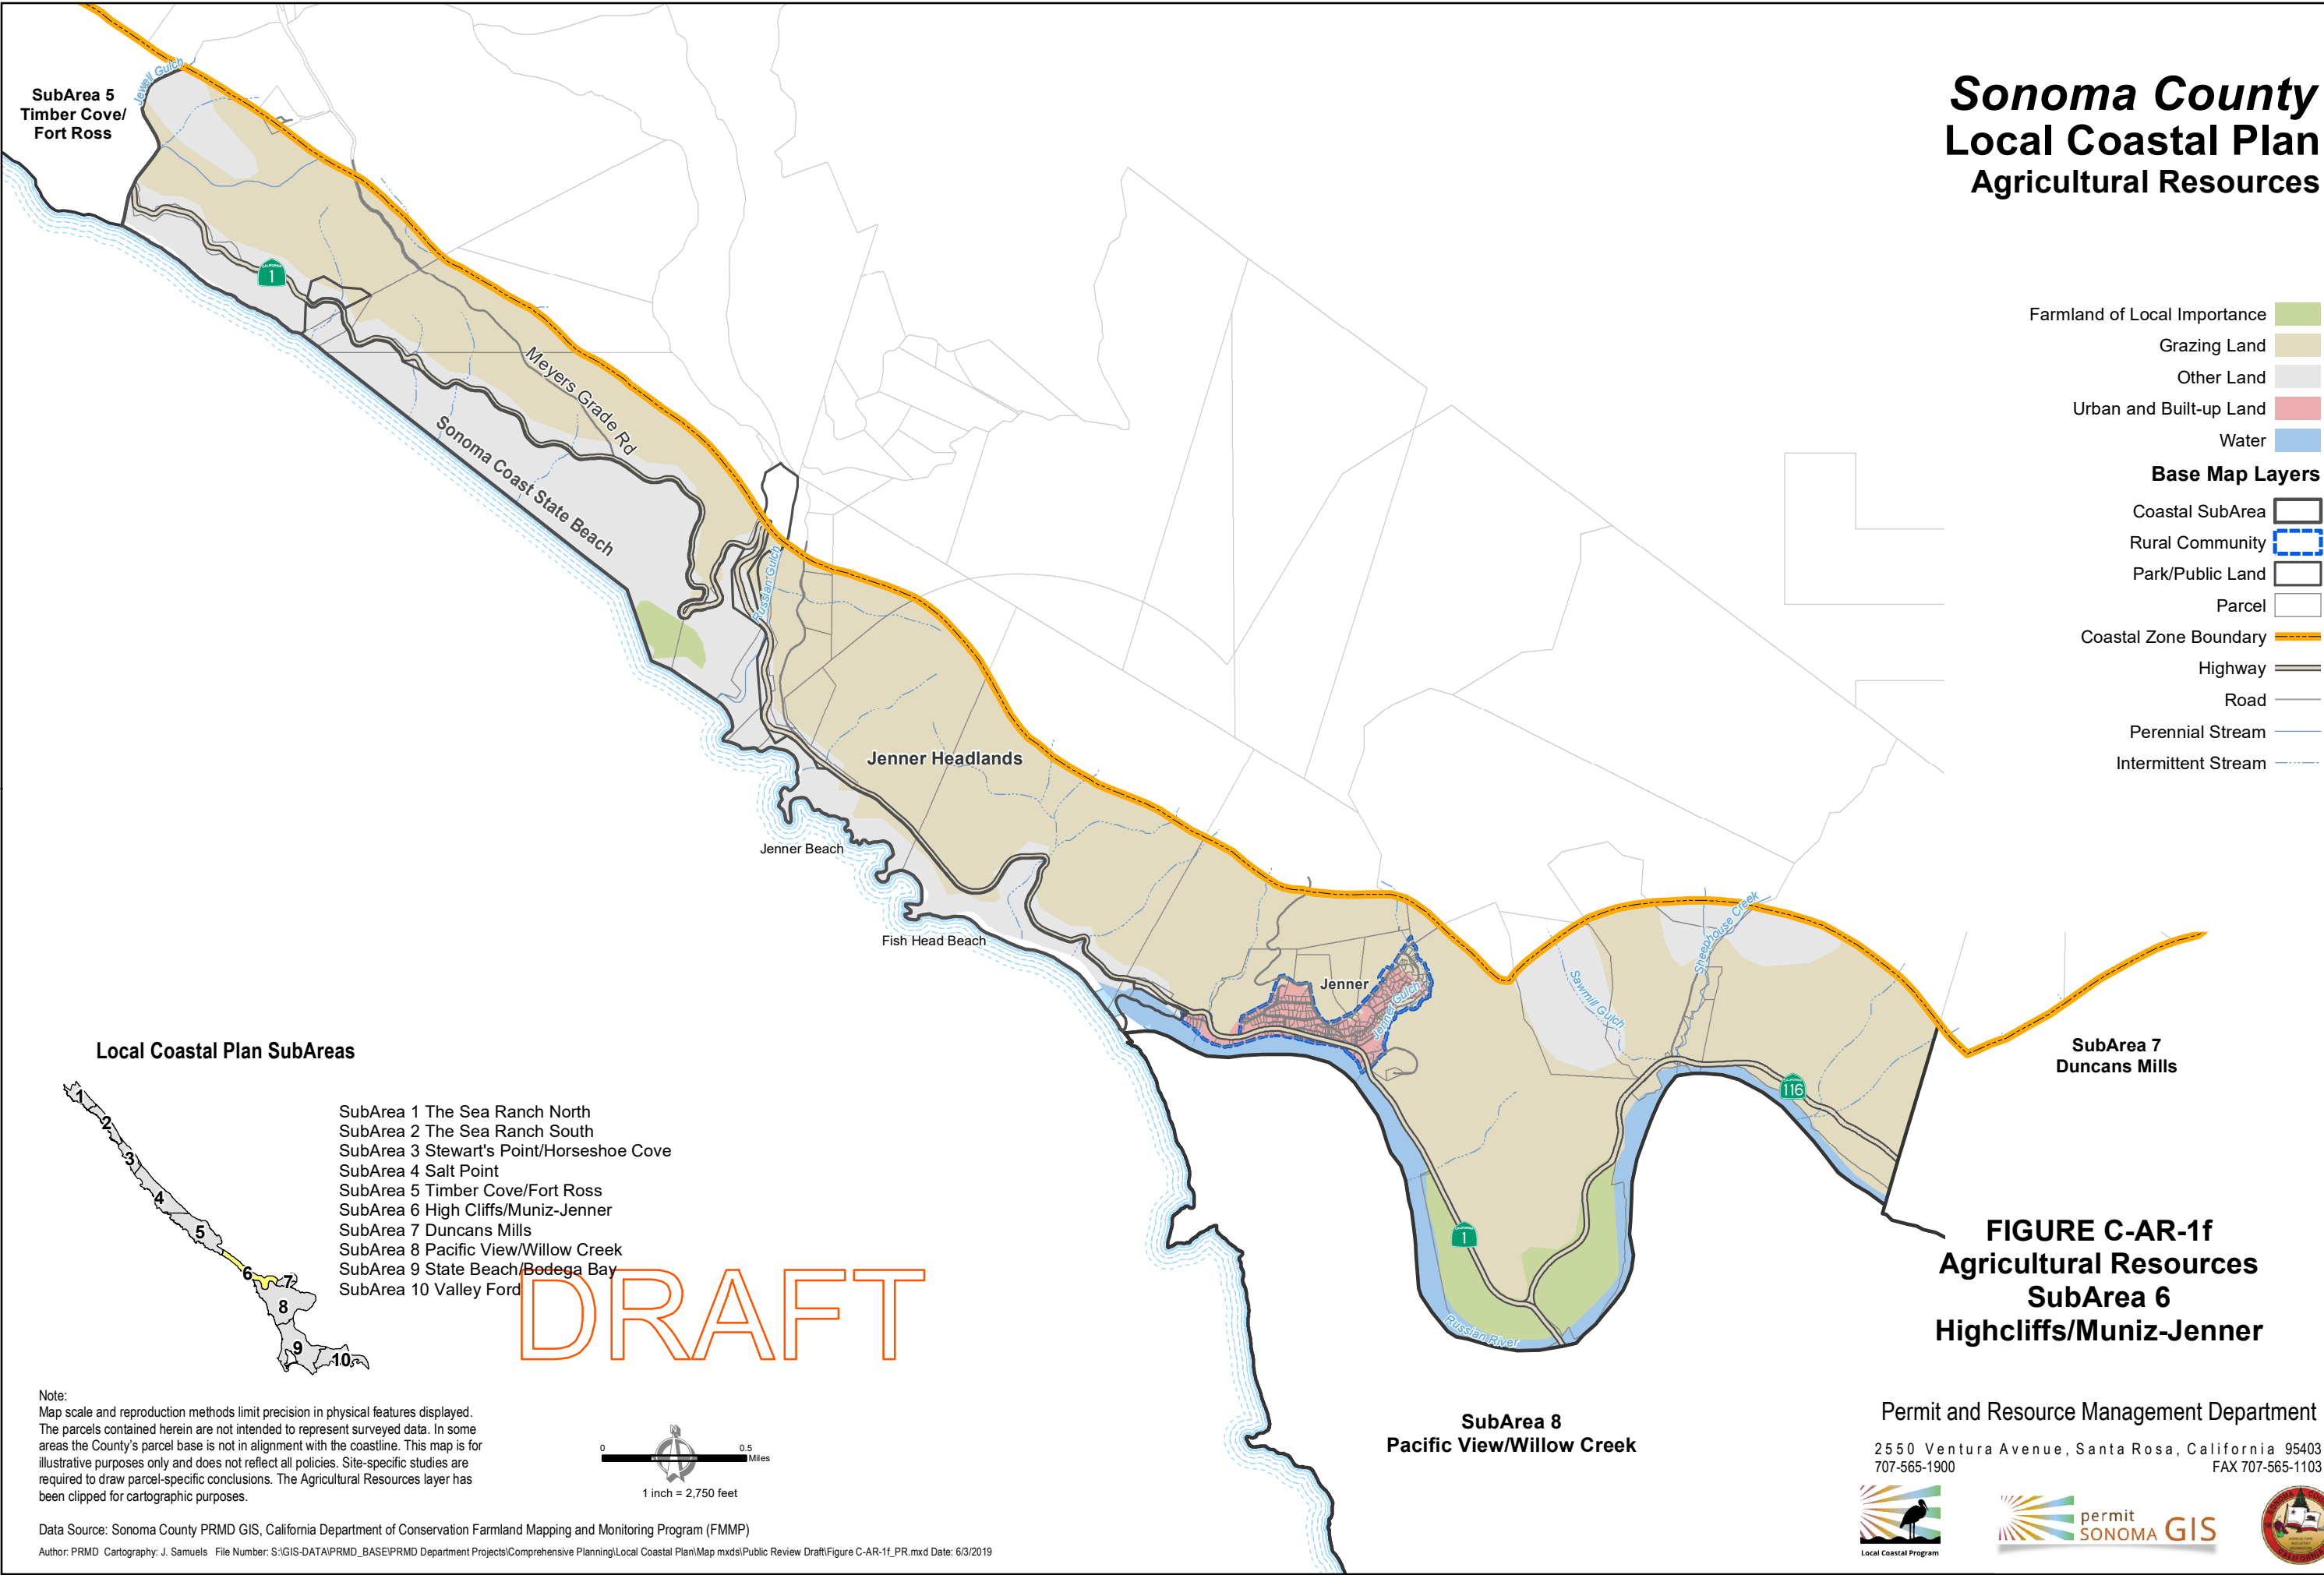 Sonoma County
Local Coastal Plan
Agricultural Resources
SubArea 5
Timber Cove/
Fort Ross
Jewell Gulch
CALIFORNIA
1
Meyers Grade Rd
Sonoma Coast State Beach
Russian Gulch
Jenner Headlands
Jenner Beach
Fish Head Beach
Jenner
Jenner Gulch
Sawmill Gulch
Sheephouse Creek
116
1
Russian River
SubArea 7
Duncans Mills
SubArea 8
Pacific View/Willow Creek
Farmland of Local Importance
Grazing Land
Other Land
Urban and Built-up Land
Water
Base Map Layers
Coastal SubArea
Rural Community
Park/Public Land
Parcel
Coastal Zone Boundary
Highway
Road
Perennial Stream
Intermittent Stream
Local Coastal Plan SubAreas
1
2
3
4
5
6
7
8
9
10
SubArea 1 The Sea Ranch North
SubArea 2 The Sea Ranch South
SubArea 3 Stewart's Point/Horseshoe Cove
SubArea 4 Salt Point
SubArea 5 Timber Cove/Fort Ross
SubArea 6 High Cliffs/Muniz-Jenner
SubArea 7 Duncans Mills
SubArea 8 Pacific View/Willow Creek
SubArea 9 State Beach/Bodega Bay
SubArea 10 Valley Ford
DRAFT
Note:
Map scale and reproduction methods limit precision in physical features displayed.
The parcels contained herein are not intended to represent surveyed data. In some
areas the County's parcel base is not in alignment with the coastline. This map is for
illustrative purposes only and does not reflect all policies. Site-specific studies are
required to draw parcel-specific conclusions. The Agricultural Resources layer has
been clipped for cartographic purposes.
N
0 0.5
Miles
1 inch = 2,750 feet
Data Source: Sonoma County PRMD GIS, California Department of Conservation Farmland Mapping and Monitoring Program (FMMP)
Author: PRMD Cartography: J. Samuels File Number: S:\GIS-DATA\PRMD_BASE\PRMD Department Projects\Comprehensive Planning\Local Coastal Plan\Map mxds\Public Review Draft\Figure C-AR-1f_PR.mxd Date: 6/3/2019
FIGURE C-AR-1f
Agricultural Resources
SubArea 6
Highcliffs/Muniz-Jenner
Permit and Resource Management Department
2550 Ventura Avenue, Santa Rosa, California 95403
707-565-1900 FAX 707-565-1103
Local Coastal Program
permit
SONOMA GIS